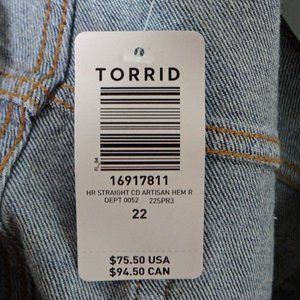 TORRID
16917811
HR STRAIGHT CD ARTISAN HEM R
DEPT 0052 22SPR3
22
$75.50 USA
$94.50 CAN